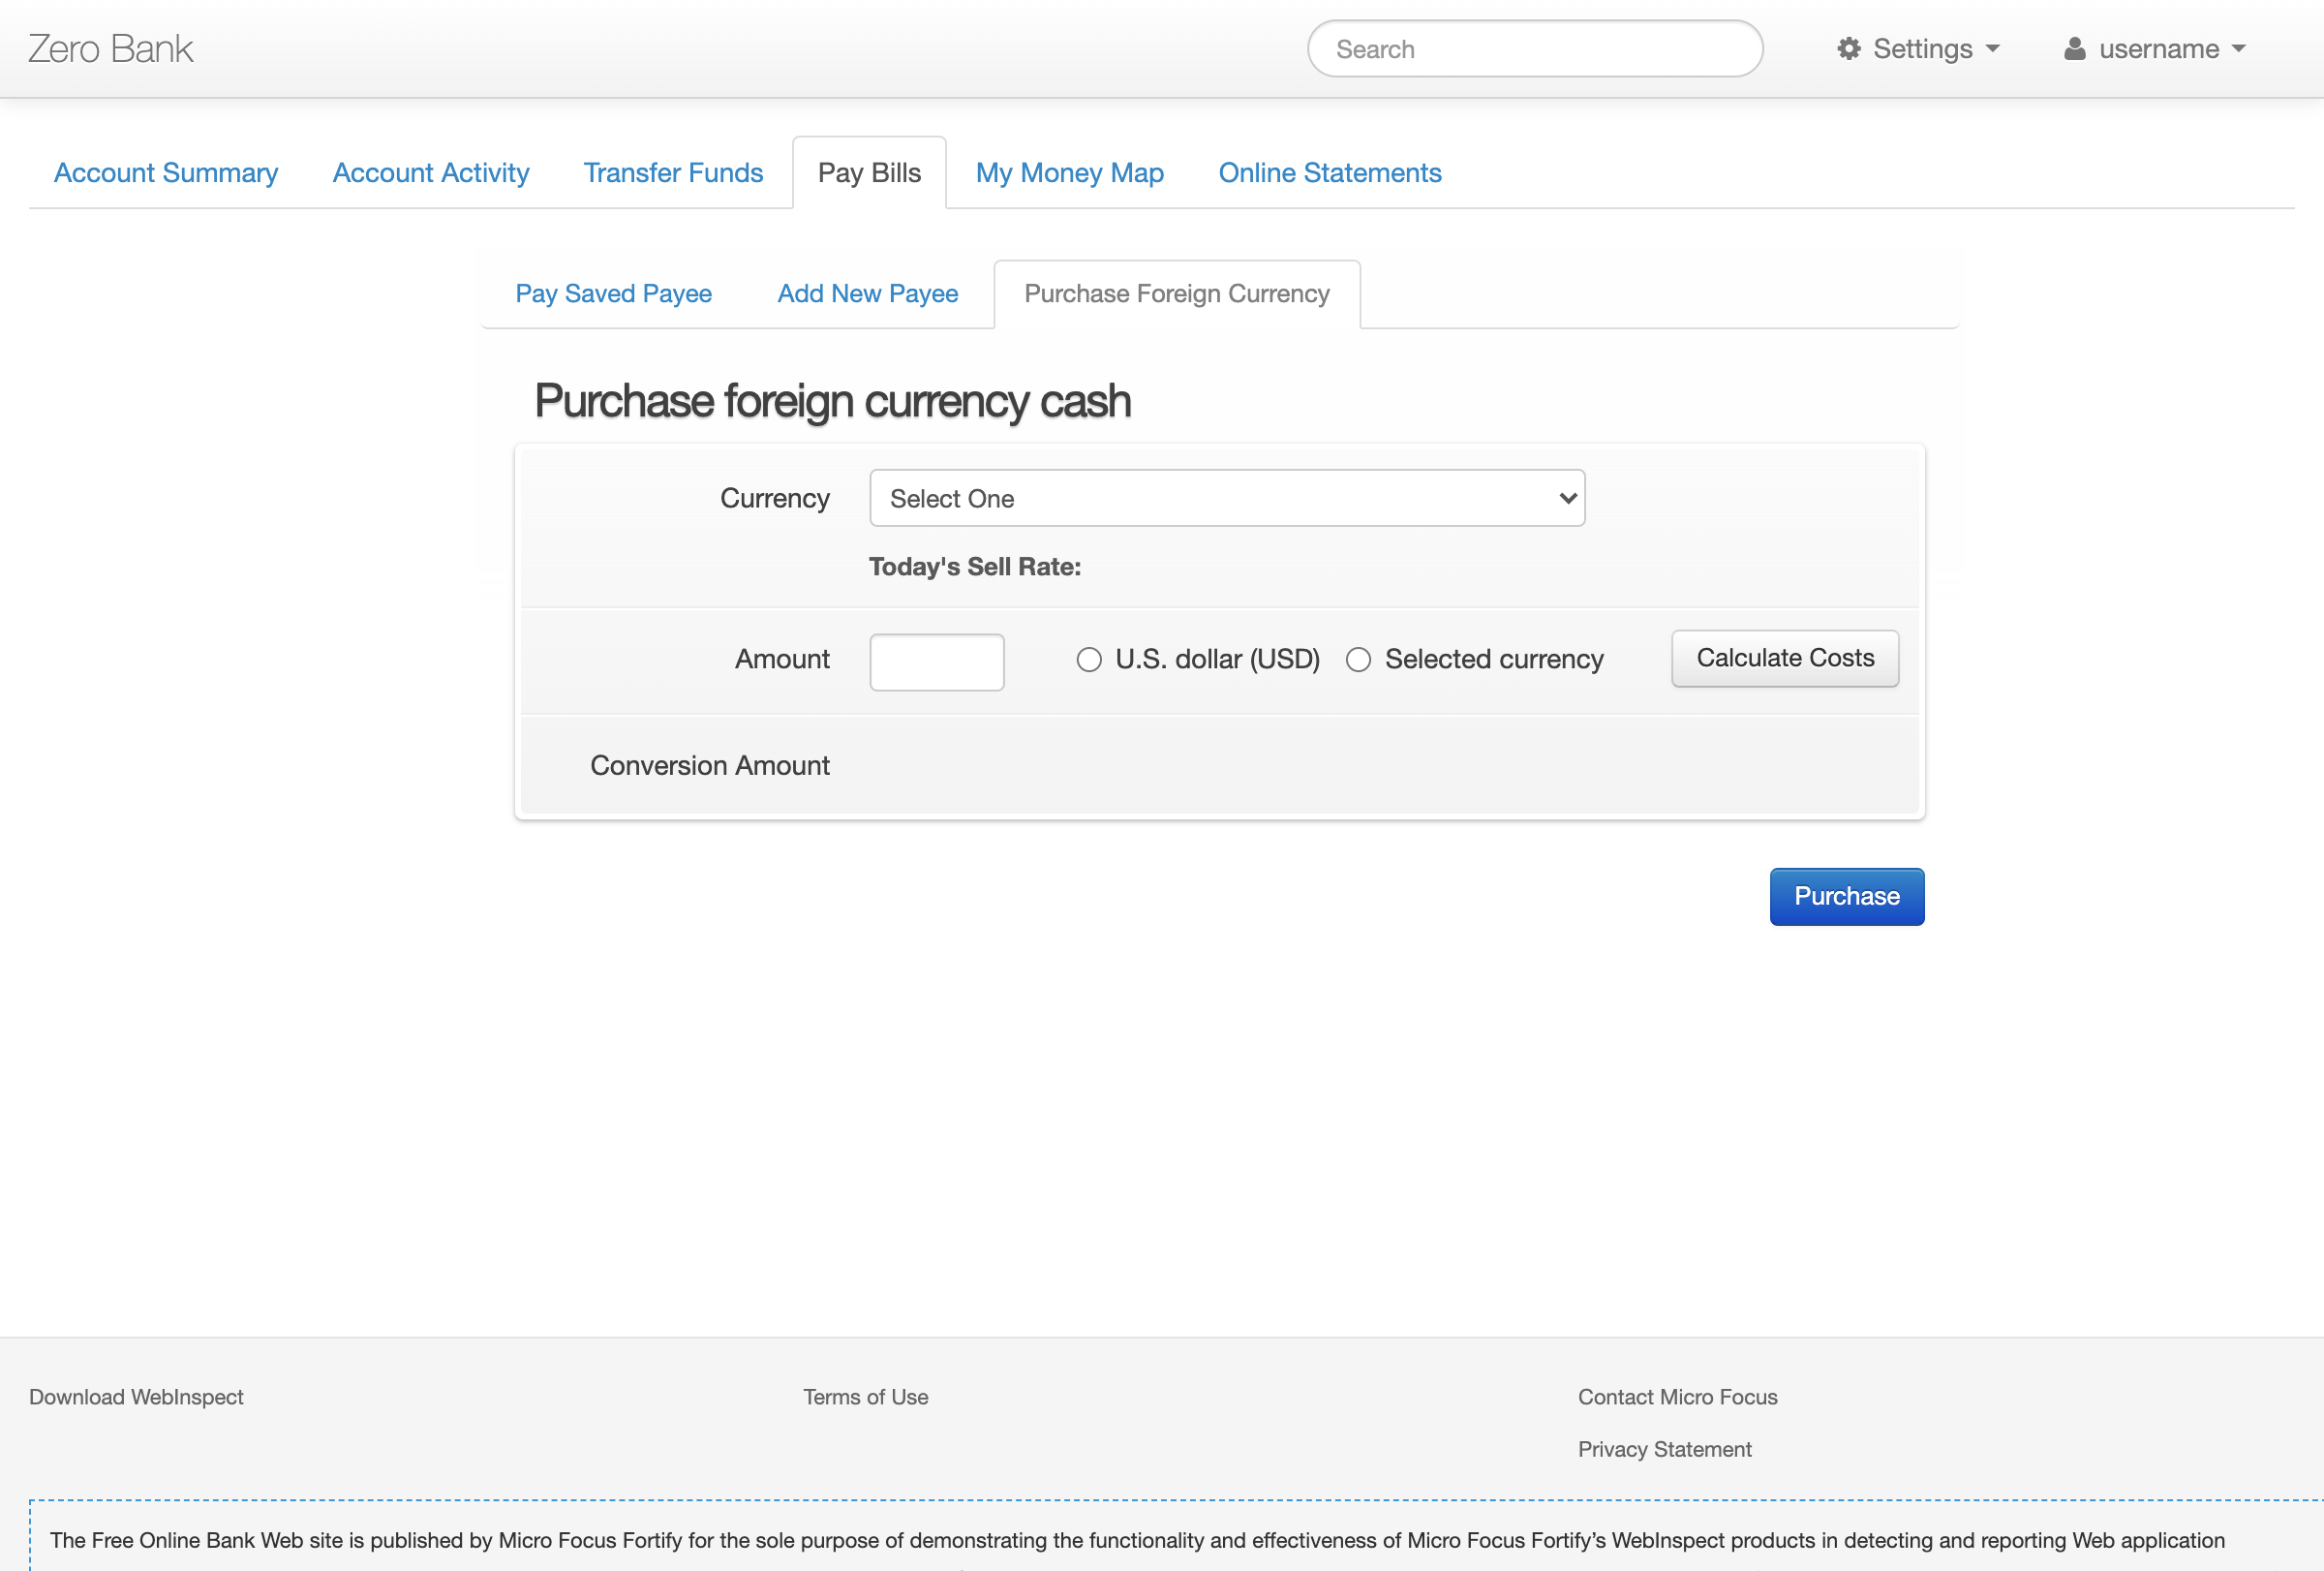 Zero Bank Search Settings username
Account Summary Account Activity Transfer Funds Pay Bills My Money Map Online Statements
Pay Saved Payee Add New Payee Purchase Foreign Currency
Purchase foreign currency cash
Currency Select One
Today's Sell Rate:
Amount U.S. dollar (USD) Selected currency Calculate Costs
Conversion Amount
Purchase
Download WebInspect Terms of Use Contact Micro Focus
Privacy Statement
The Free Online Bank Web site is published by Micro Focus Fortify for the sole purpose of demonstrating the functionality and effectiveness of Micro Focus Fortify’s WebInspect products in detecting and reporting Web application